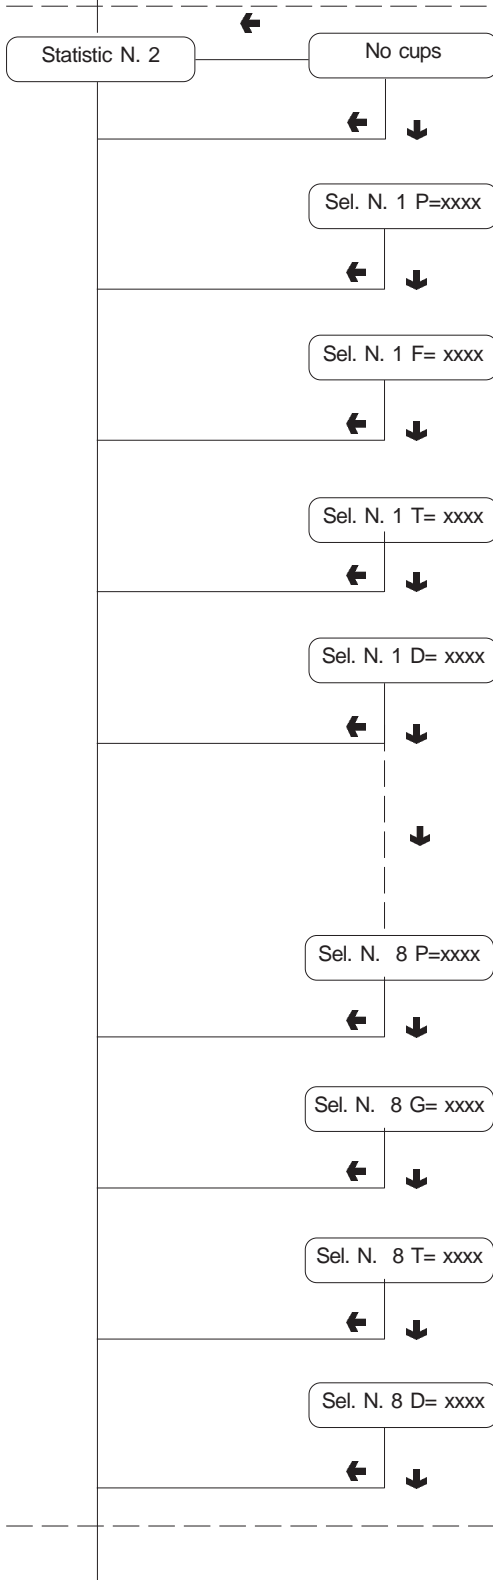 Statistic N. 2
No cups
Sel. N. 1 P=xxxx
Sel. N. 1 F= xxxx
Sel. N. 1 T= xxxx
Sel. N. 1 D= xxxx
Sel. N. 8 P=xxxx
Sel. N. 8 G= xxxx
Sel. N. 8 T= xxxx
Sel. N. 8 D= xxxx